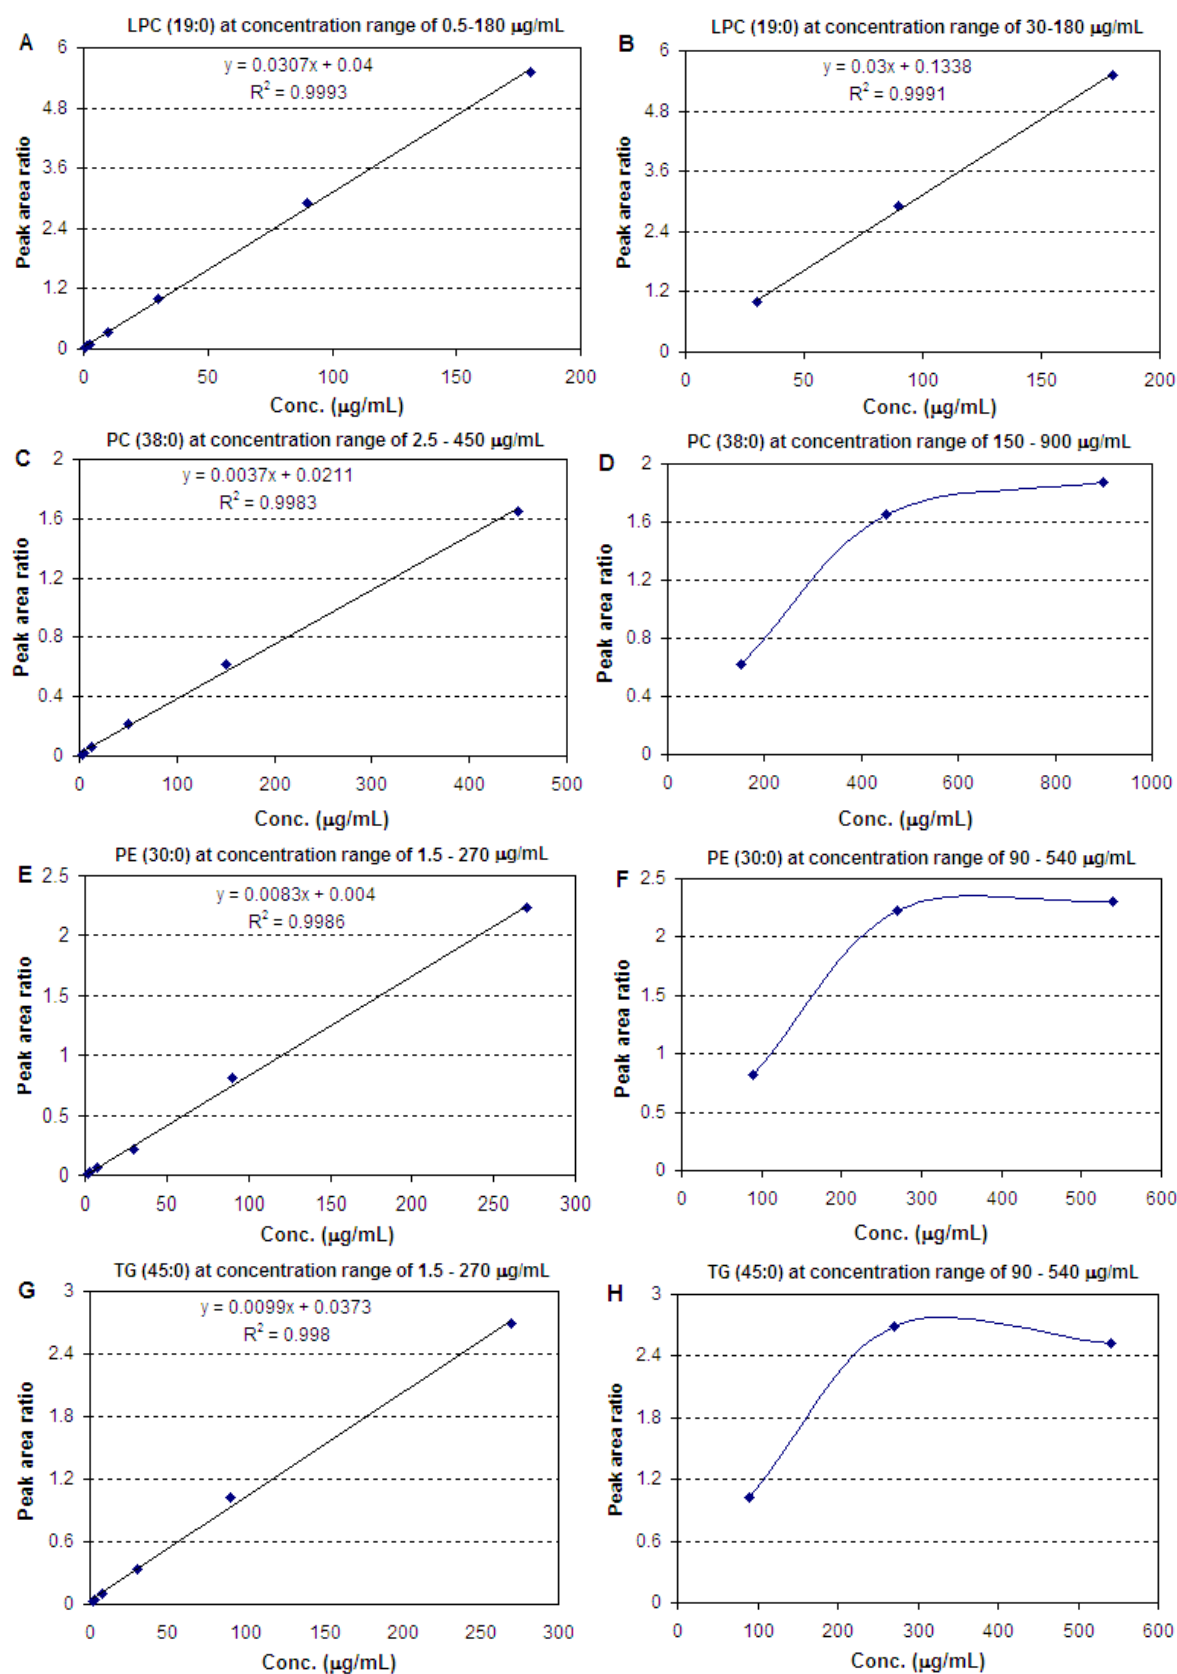 A
LPC (19:0) at concentration range of 0.5-180 μg/mL
y = 0.0307x + 0.04
R² = 0.9993
6
4.8
3.6
2.4
1.2
0
Peak area ratio
0 50 100 150 200
Conc. (μg/mL)
B
LPC (19:0) at concentration range of 30-180 μg/mL
y = 0.03x + 0.1338
R² = 0.9991
6
4.8
3.6
2.4
1.2
0
Peak area ratio
0 50 100 150 200
Conc. (μg/mL)
C
PC (38:0) at concentration range of 2.5 - 450 μg/mL
y = 0.0037x + 0.0211
R² = 0.9983
2
1.6
1.2
0.8
0.4
0
Peak area ratio
0 100 200 300 400 500
Conc. (μg/mL)
D
PC (38:0) at concentration range of 150 - 900 μg/mL
2
1.6
1.2
0.8
0.4
0
Peak area ratio
0 200 400 600 800 1000
Conc. (μg/mL)
E
PE (30:0) at concentration range of 1.5 - 270 μg/mL
y = 0.0083x + 0.004
R² = 0.9986
2.5
2
1.5
1
0.5
0
Peak area ratio
0 50 100 150 200 250 300
Conc. (μg/mL)
F
PE (30:0) at concentration range of 90 - 540 μg/mL
2.5
2
1.5
1
0.5
0
Peak area ratio
0 100 200 300 400 500 600
Conc. (μg/mL)
G
TG (45:0) at concentration range of 1.5 - 270 μg/mL
y = 0.0099x + 0.0373
R² = 0.998
3
2.4
1.8
1.2
0.6
0
Peak area ratio
0 50 100 150 200 250 300
Conc. (μg/mL)
H
TG (45:0) at concentration range of 90 - 540 μg/mL
3
2.4
1.8
1.2
0.6
0
Peak area ratio
0 100 200 300 400 500 600
Conc. (μg/mL)